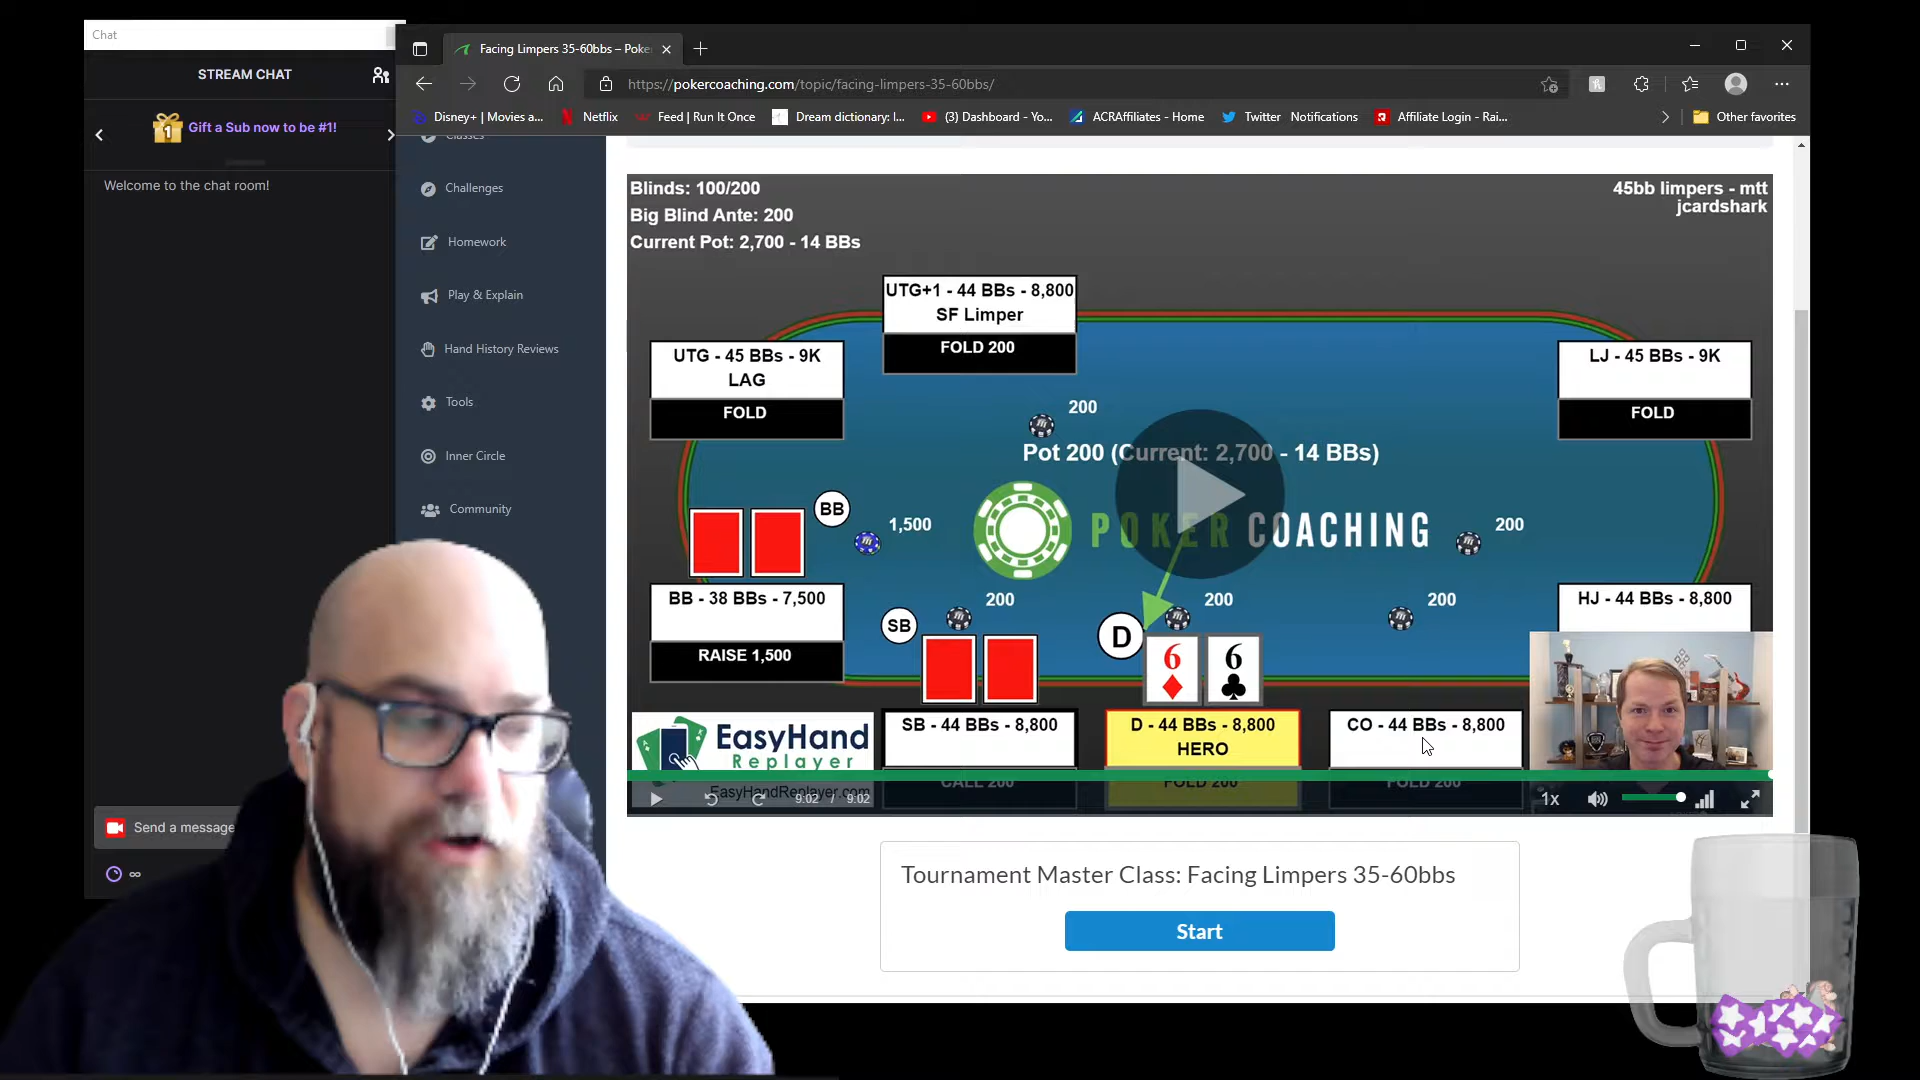 Chat
STREAM CHAT
1
Gift a Sub now to be #1!
Welcome to the chat room!
Send a message
∞
Facing Limpers 35-60bbs – Poke
https://pokercoaching.com/topic/facing-limpers-35-60bbs/
Disney+ | Movies a...
Netflix
Feed | Run It Once
Dream dictionary: I...
(3) Dashboard - Yo...
ACRAffiliates - Home
Twitter
Notifications
Affiliate Login - Rai...
Other favorites
Classes
Challenges
Homework
Play & Explain
Hand History Reviews
Tools
Inner Circle
Community
Blinds: 100/200
Big Blind Ante: 200
Current Pot: 2,700 - 14 BBs
45bb limpers - mtt
jcardshark
UTG+1 - 44 BBs - 8,800
SF Limper
FOLD 200
UTG - 45 BBs - 9K
LAG
FOLD
LJ - 45 BBs - 9K
FOLD
200
Pot 200 (Current: 2,700 - 14 BBs)
BB
1,500
POKER COACHING
200
BB - 38 BBs - 7,500
RAISE 1,500
SB
200
D
200
200
HJ - 44 BBs - 8,800
6
6
EasyHand
Replayer
EasyHandReplayer.com
SB - 44 BBs - 8,800
CALL 200
D - 44 BBs - 8,800
HERO
FOLD 200
CO - 44 BBs - 8,800
FOLD 200
9:02 / 9:02
1x
Tournament Master Class: Facing Limpers 35-60bbs
Start